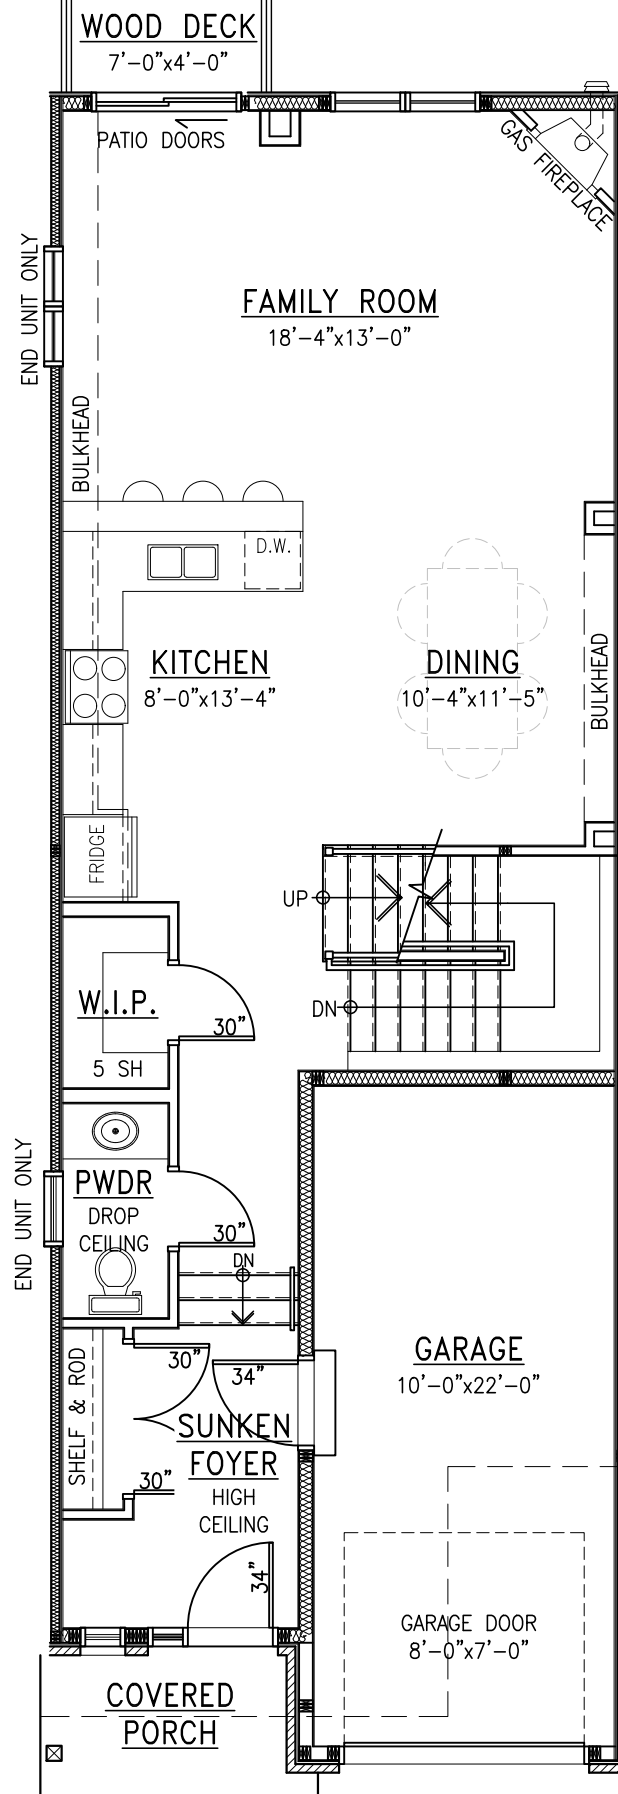 WOOD DECK
7'-0"x4'-0"
PATIO DOORS
GAS FIREPLACE
END UNIT ONLY
FAMILY ROOM
18'-4"x13'-0"
BULKHEAD
D.W.
KITCHEN
8'-0"x13'-4"
DINING
10'-4"x11'-5"
BULKHEAD
FRIDGE
UP
W.I.P.
DN
30"
5 SH
END UNIT ONLY
PWDR
DROP
CEILING
30"
DN
GARAGE
10'-0"x22'-0"
30"
34"
SHELF & ROD
SUNKEN
FOYER
30"
HIGH
CEILING
34"
GARAGE DOOR
8'-0"x7'-0"
COVERED
PORCH